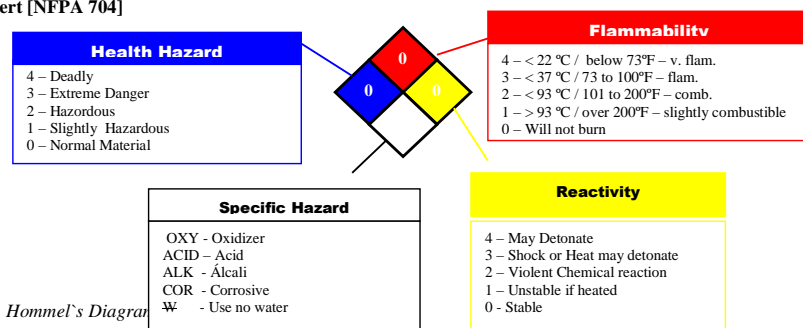 ert [NFPA 704]
Health Hazard
4 – Deadly
3 – Extreme Danger
2 – Hazordous
1 – Slightly Hazardous
0 – Normal Material
0
0
0
Flammability
4 – < 22 ºC / below 73ºF – v. flam.
3 – < 37 ºC / 73 to 100ºF – flam.
2 – < 93 ºC / 101 to 200ºF – comb.
1 – > 93 ºC / over 200ºF – slightly combustible
0 – Will not burn
Specific Hazard
OXY - Oxidizer
ACID – Acid
ALK - Álcali
COR - Corrosive
W - Use no water
Reactivity
4 – May Detonate
3 – Shock or Heat may detonate
2 – Violent Chemical reaction
1 – Unstable if heated
0 - Stable
Hommel`s Diagran